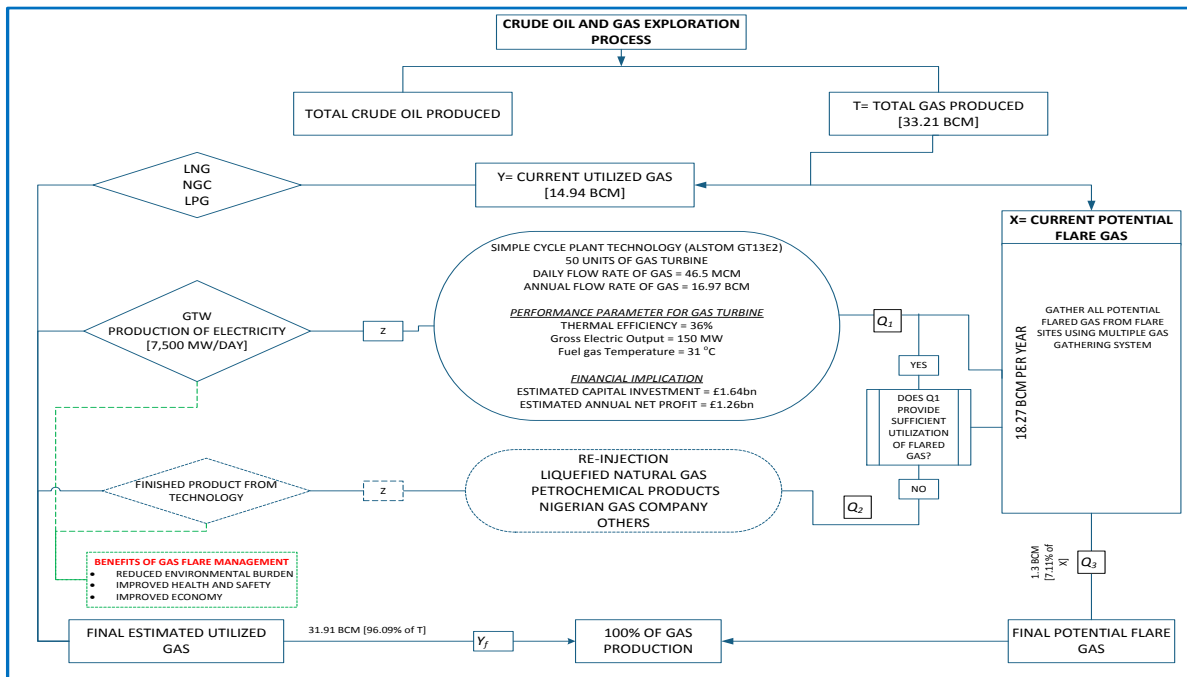 CRUDE OIL AND GAS EXPLORATION
PROCESS
TOTAL CRUDE OIL PRODUCED
T= TOTAL GAS PRODUCED
[33.21 BCM]
LNG
NGC
LPG
Y= CURRENT UTILIZED GAS
[14.94 BCM]
X= CURRENT POTENTIAL
FLARE GAS
GATHER ALL POTENTIAL
FLARED GAS FROM FLARE
SITES USING MULTIPLE GAS
GATHERING SYSTEM
18.27 BCM PER YEAR
SIMPLE CYCLE PLANT TECHNOLOGY (ALSTOM GT13E2)
50 UNITS OF GAS TURBINE
DAILY FLOW RATE OF GAS = 46.5 MCM
ANNUAL FLOW RATE OF GAS = 16.97 BCM
PERFORMANCE PARAMETER FOR GAS TURBINE
THERMAL EFFICIENCY = 36%
Gross Electric Output = 150 MW
Fuel gas Temperature = 31 °C
FINANCIAL IMPLICATION
ESTIMATED CAPITAL INVESTMENT = £1.64bn
ESTIMATED ANNUAL NET PROFIT = £1.26bn
GTW
PRODUCTION OF ELECTRICITY
[7,500 MW/DAY]
z
Q1
YES
DOES Q1
PROVIDE
SUFFICIENT
UTILIZATION
OF FLARED
GAS?
NO
FINISHED PRODUCT FROM
TECHNOLOGY
z
RE-INJECTION
LIQUEFIED NATURAL GAS
PETROCHEMICAL PRODUCTS
NIGERIAN GAS COMPANY
OTHERS
Q2
1.3 BCM
[7.11% of
X]
Q3
BENEFITS OF GAS FLARE MANAGEMENT
• REDUCED ENVIRONMENTAL BURDEN
• IMPROVED HEALTH AND SAFETY
• IMPROVED ECONOMY
FINAL ESTIMATED UTILIZED
GAS
31.91 BCM [96.09% of T]
Yf
100% OF GAS
PRODUCTION
FINAL POTENTIAL FLARE
GAS